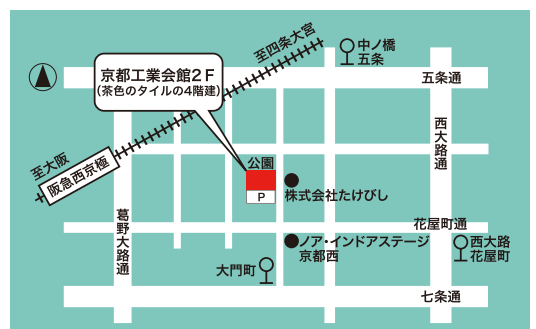 至四条大宮
中ノ橋
五条
京都工業会館2F
(茶色のタイルの4階建)
五条通
西大路通
至大阪
阪急西京極
公園
P
株式会社たけびし
葛野大路通
花屋町通
ノア・インドアステージ
京都西
西大路
花屋町
大門町
七条通